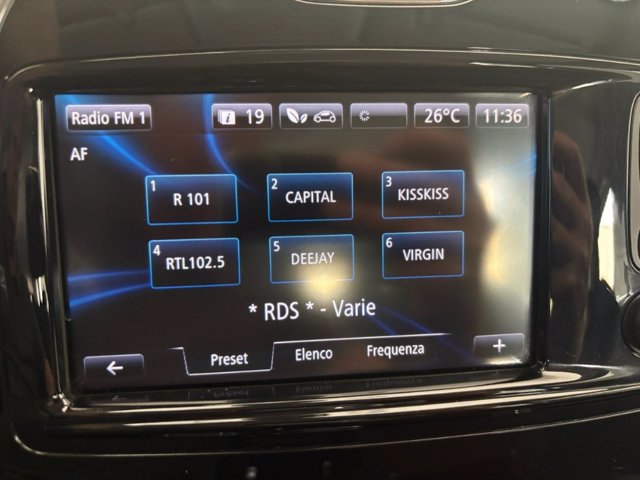 Radio FM 1 19 26°C 11:36
AF
1 R 101 2 CAPITAL 3 KISSKISS
4 RTL102.5 5 DEEJAY 6 VIRGIN
* RDS * - Varie
Preset Elenco Frequenza +